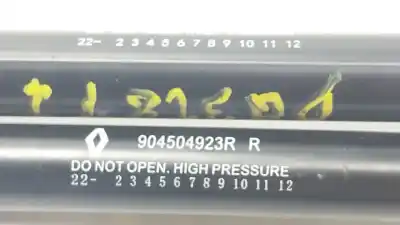 22- 2 3 4 5 6 7 8 9 10 11 12
904504923R R
DO NOT OPEN. HIGH PRESSURE
22- 2 3 4 5 6 7 8 9 10 11 12